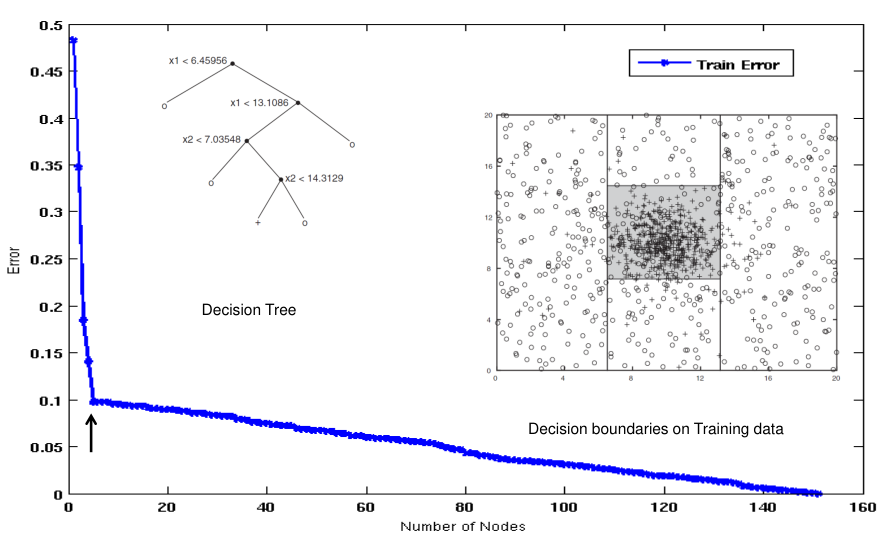 0.5
0.45
0.4
0.35
0.3
0.25
0.2
0.15
0.1
0.05
0
Error
x1 < 6.45956
x1 < 13.1086
x2 < 7.03548
x2 < 14.3129
Decision Tree
Train Error
20
16
12
8
4
0
0 4 8 12 16 20
Decision boundaries on Training data
0 20 40 60 80 100 120 140 160
Number of Nodes